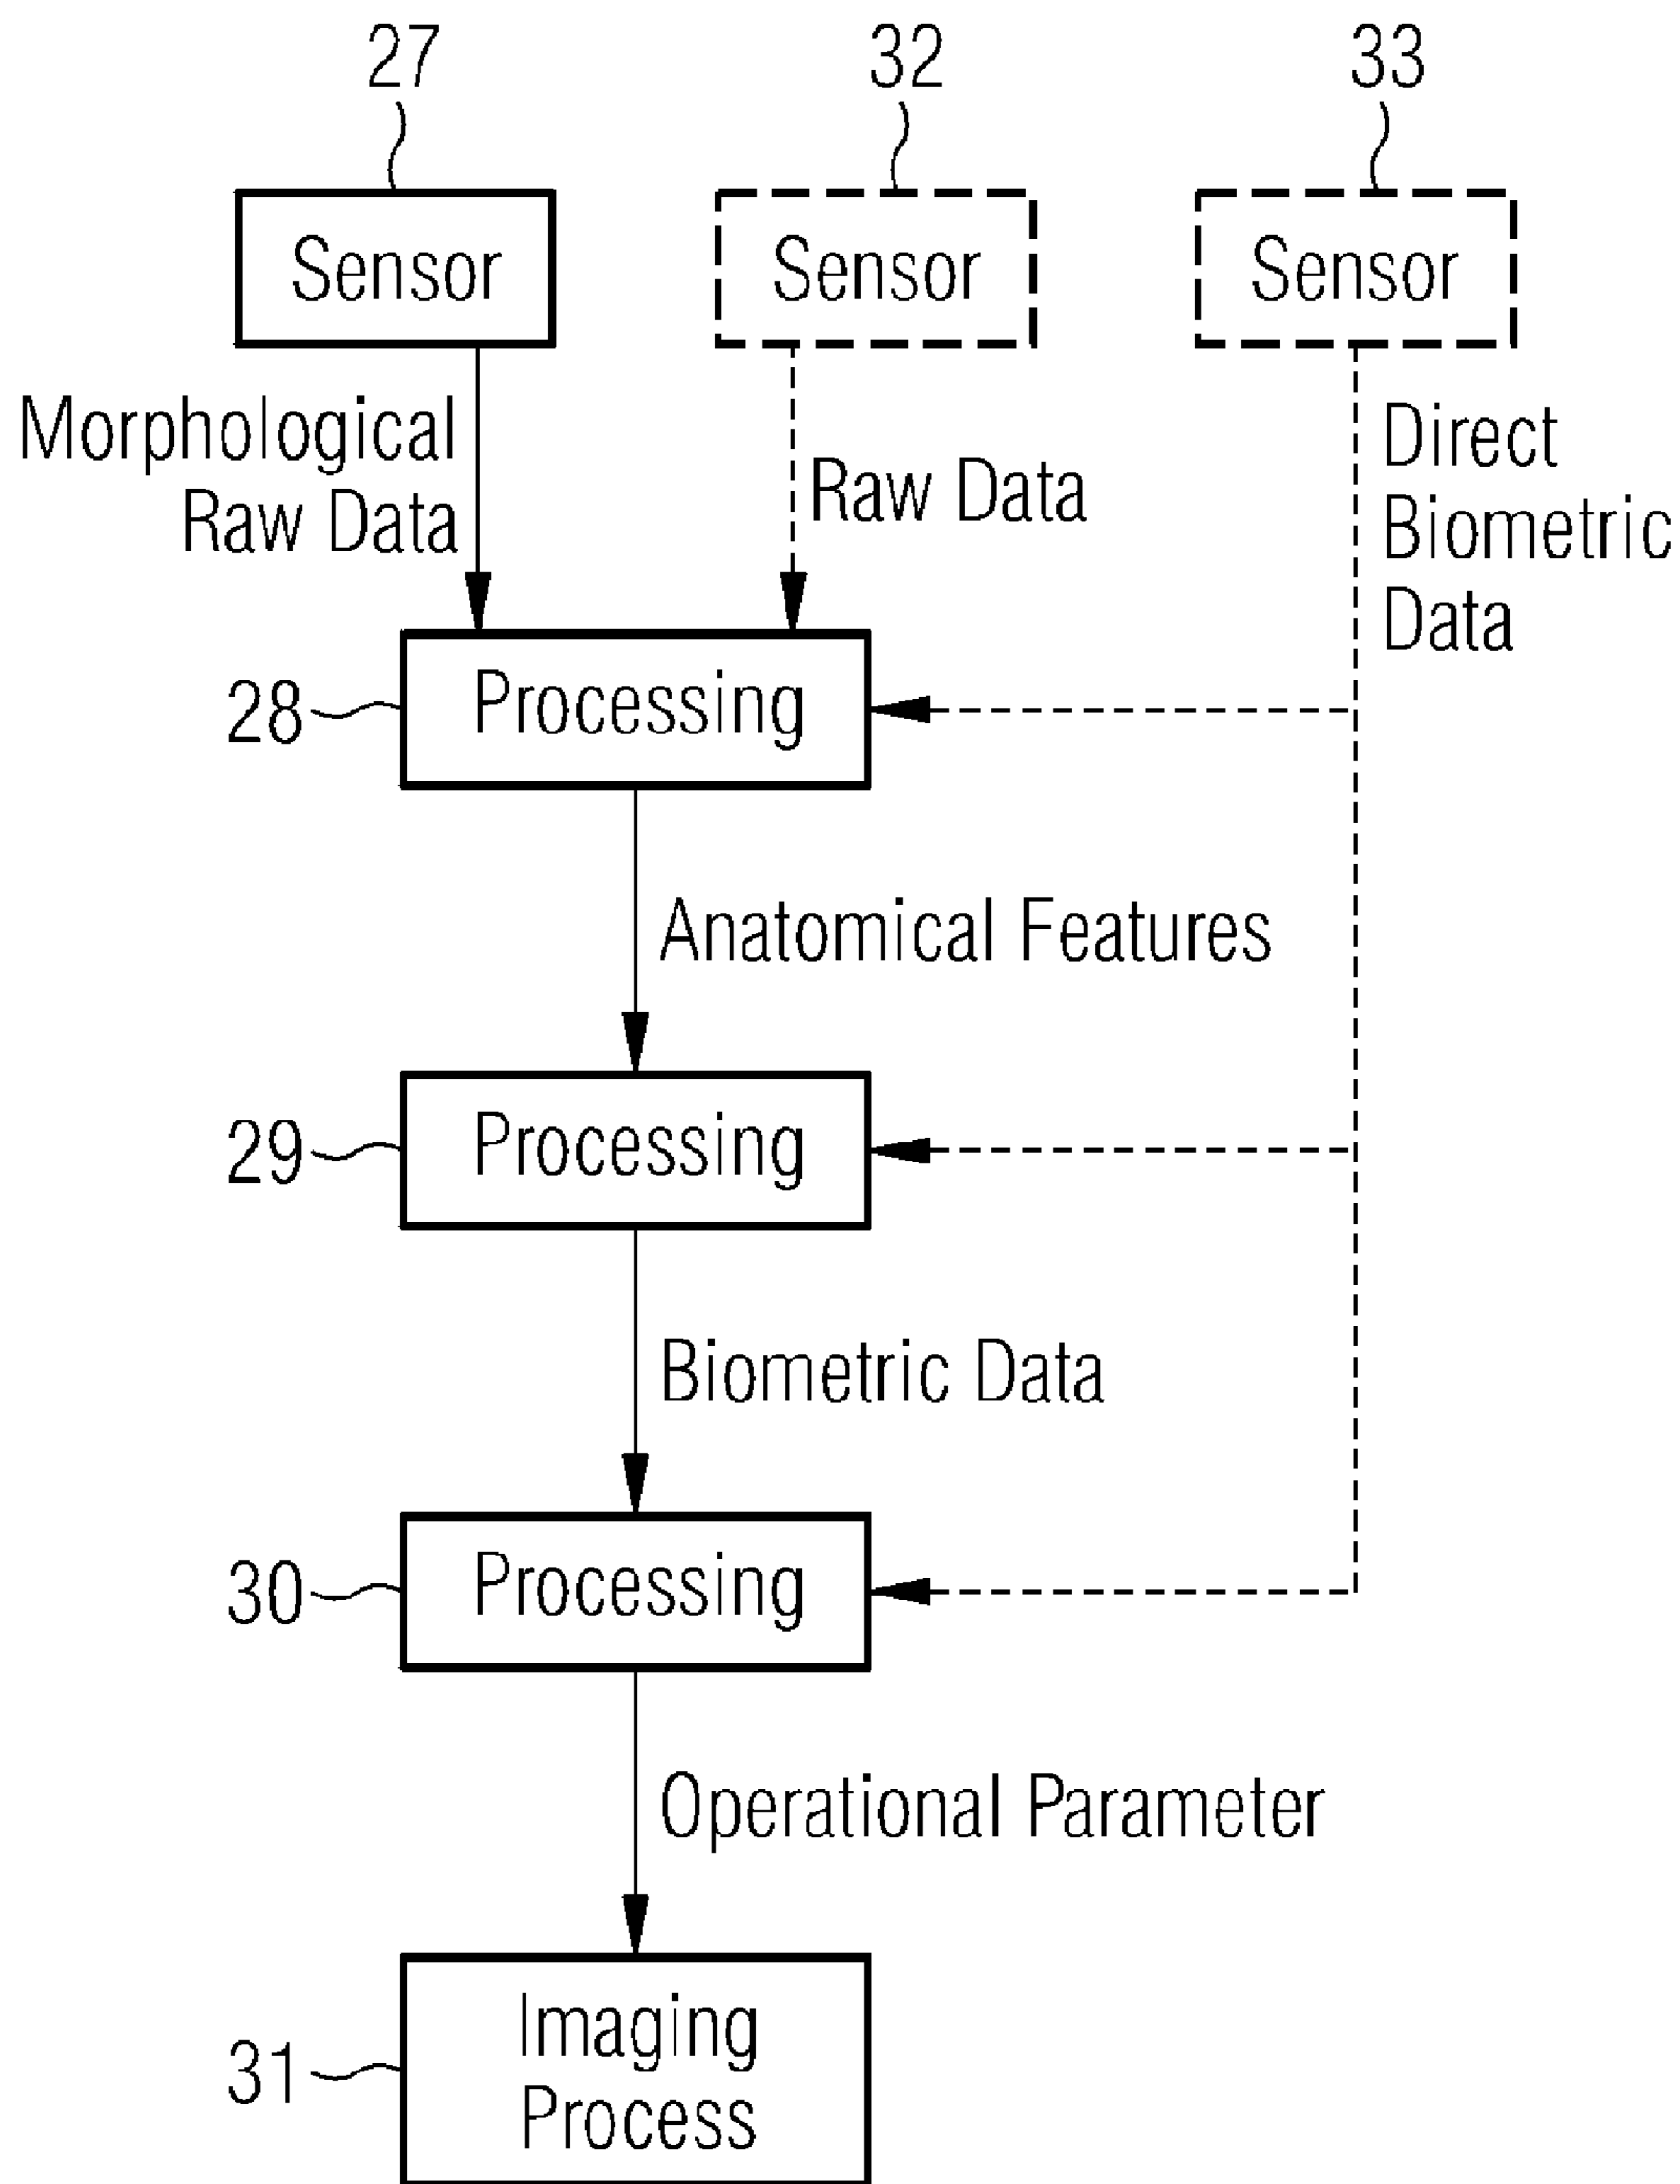 27
32
33
Sensor
Sensor
Sensor
Morphological
Raw Data
Raw Data
Direct
Biometric
Data
28
Processing
Anatomical Features
29
Processing
Biometric Data
30
Processing
Operational Parameter
31
Imaging
Process